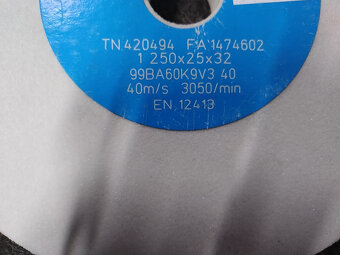 TN 420494 FA 1474602
1 250x25x32
99BA60K9V3 40
40m/s 3050/min
EN 12413